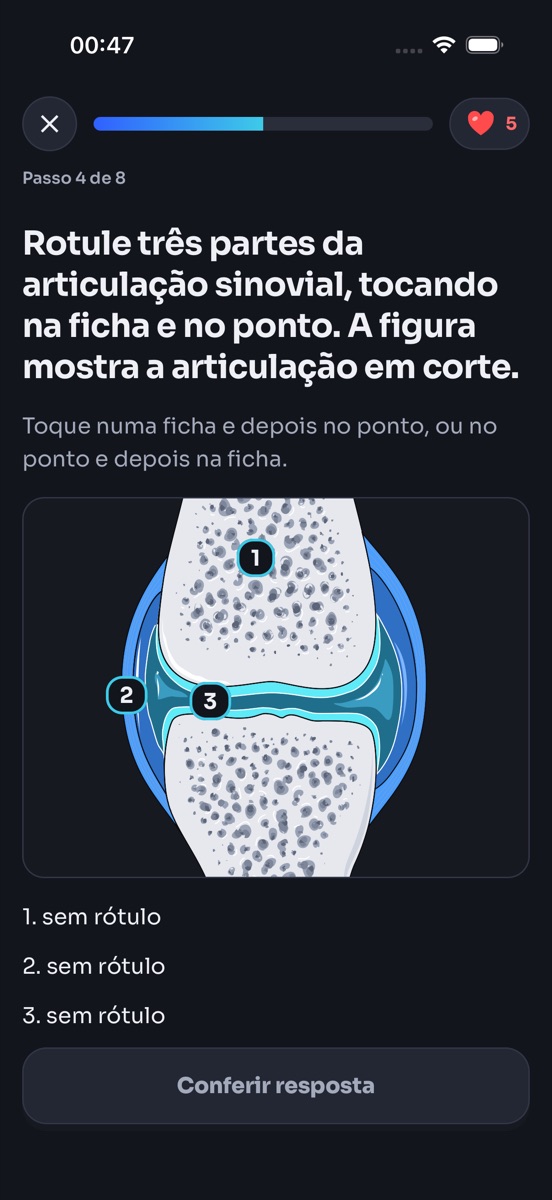 00:47
5
Passo 4 de 8
Rotule três partes da
articulação sinovial, tocando
na ficha e no ponto. A figura
mostra a articulação em corte.
Toque numa ficha e depois no ponto, ou no
ponto e depois na ficha.
1
2
3
1. sem rótulo
2. sem rótulo
3. sem rótulo
Conferir resposta